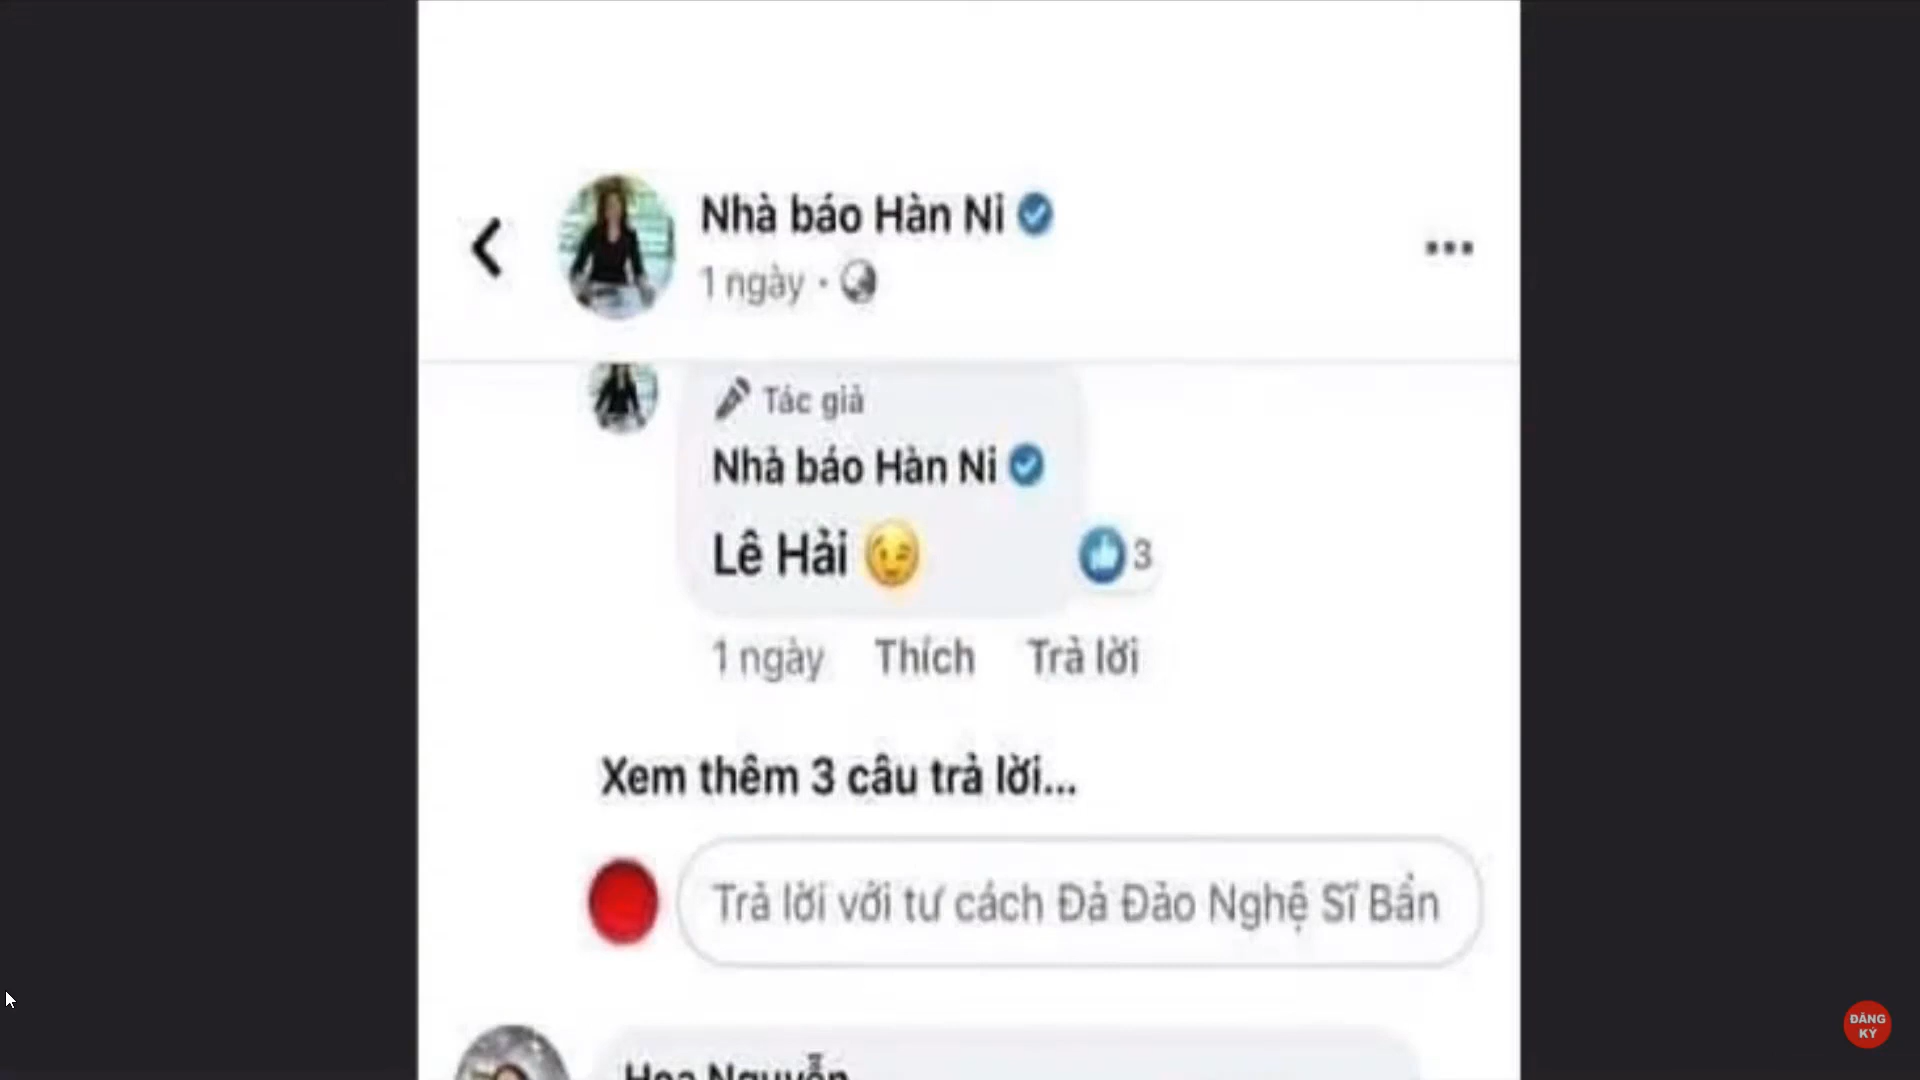 Nhà báo Hàn Ni
1 ngày ·
Tác giả
Nhà báo Hàn Ni
Lê Hải 😉
3
1 ngày Thích Trả lời
Xem thêm 3 câu trả lời...
Trả lời với tư cách Đả Đảo Nghệ Sĩ Bẩn
Hoa Nguyễn
ĐĂNG
KÝ